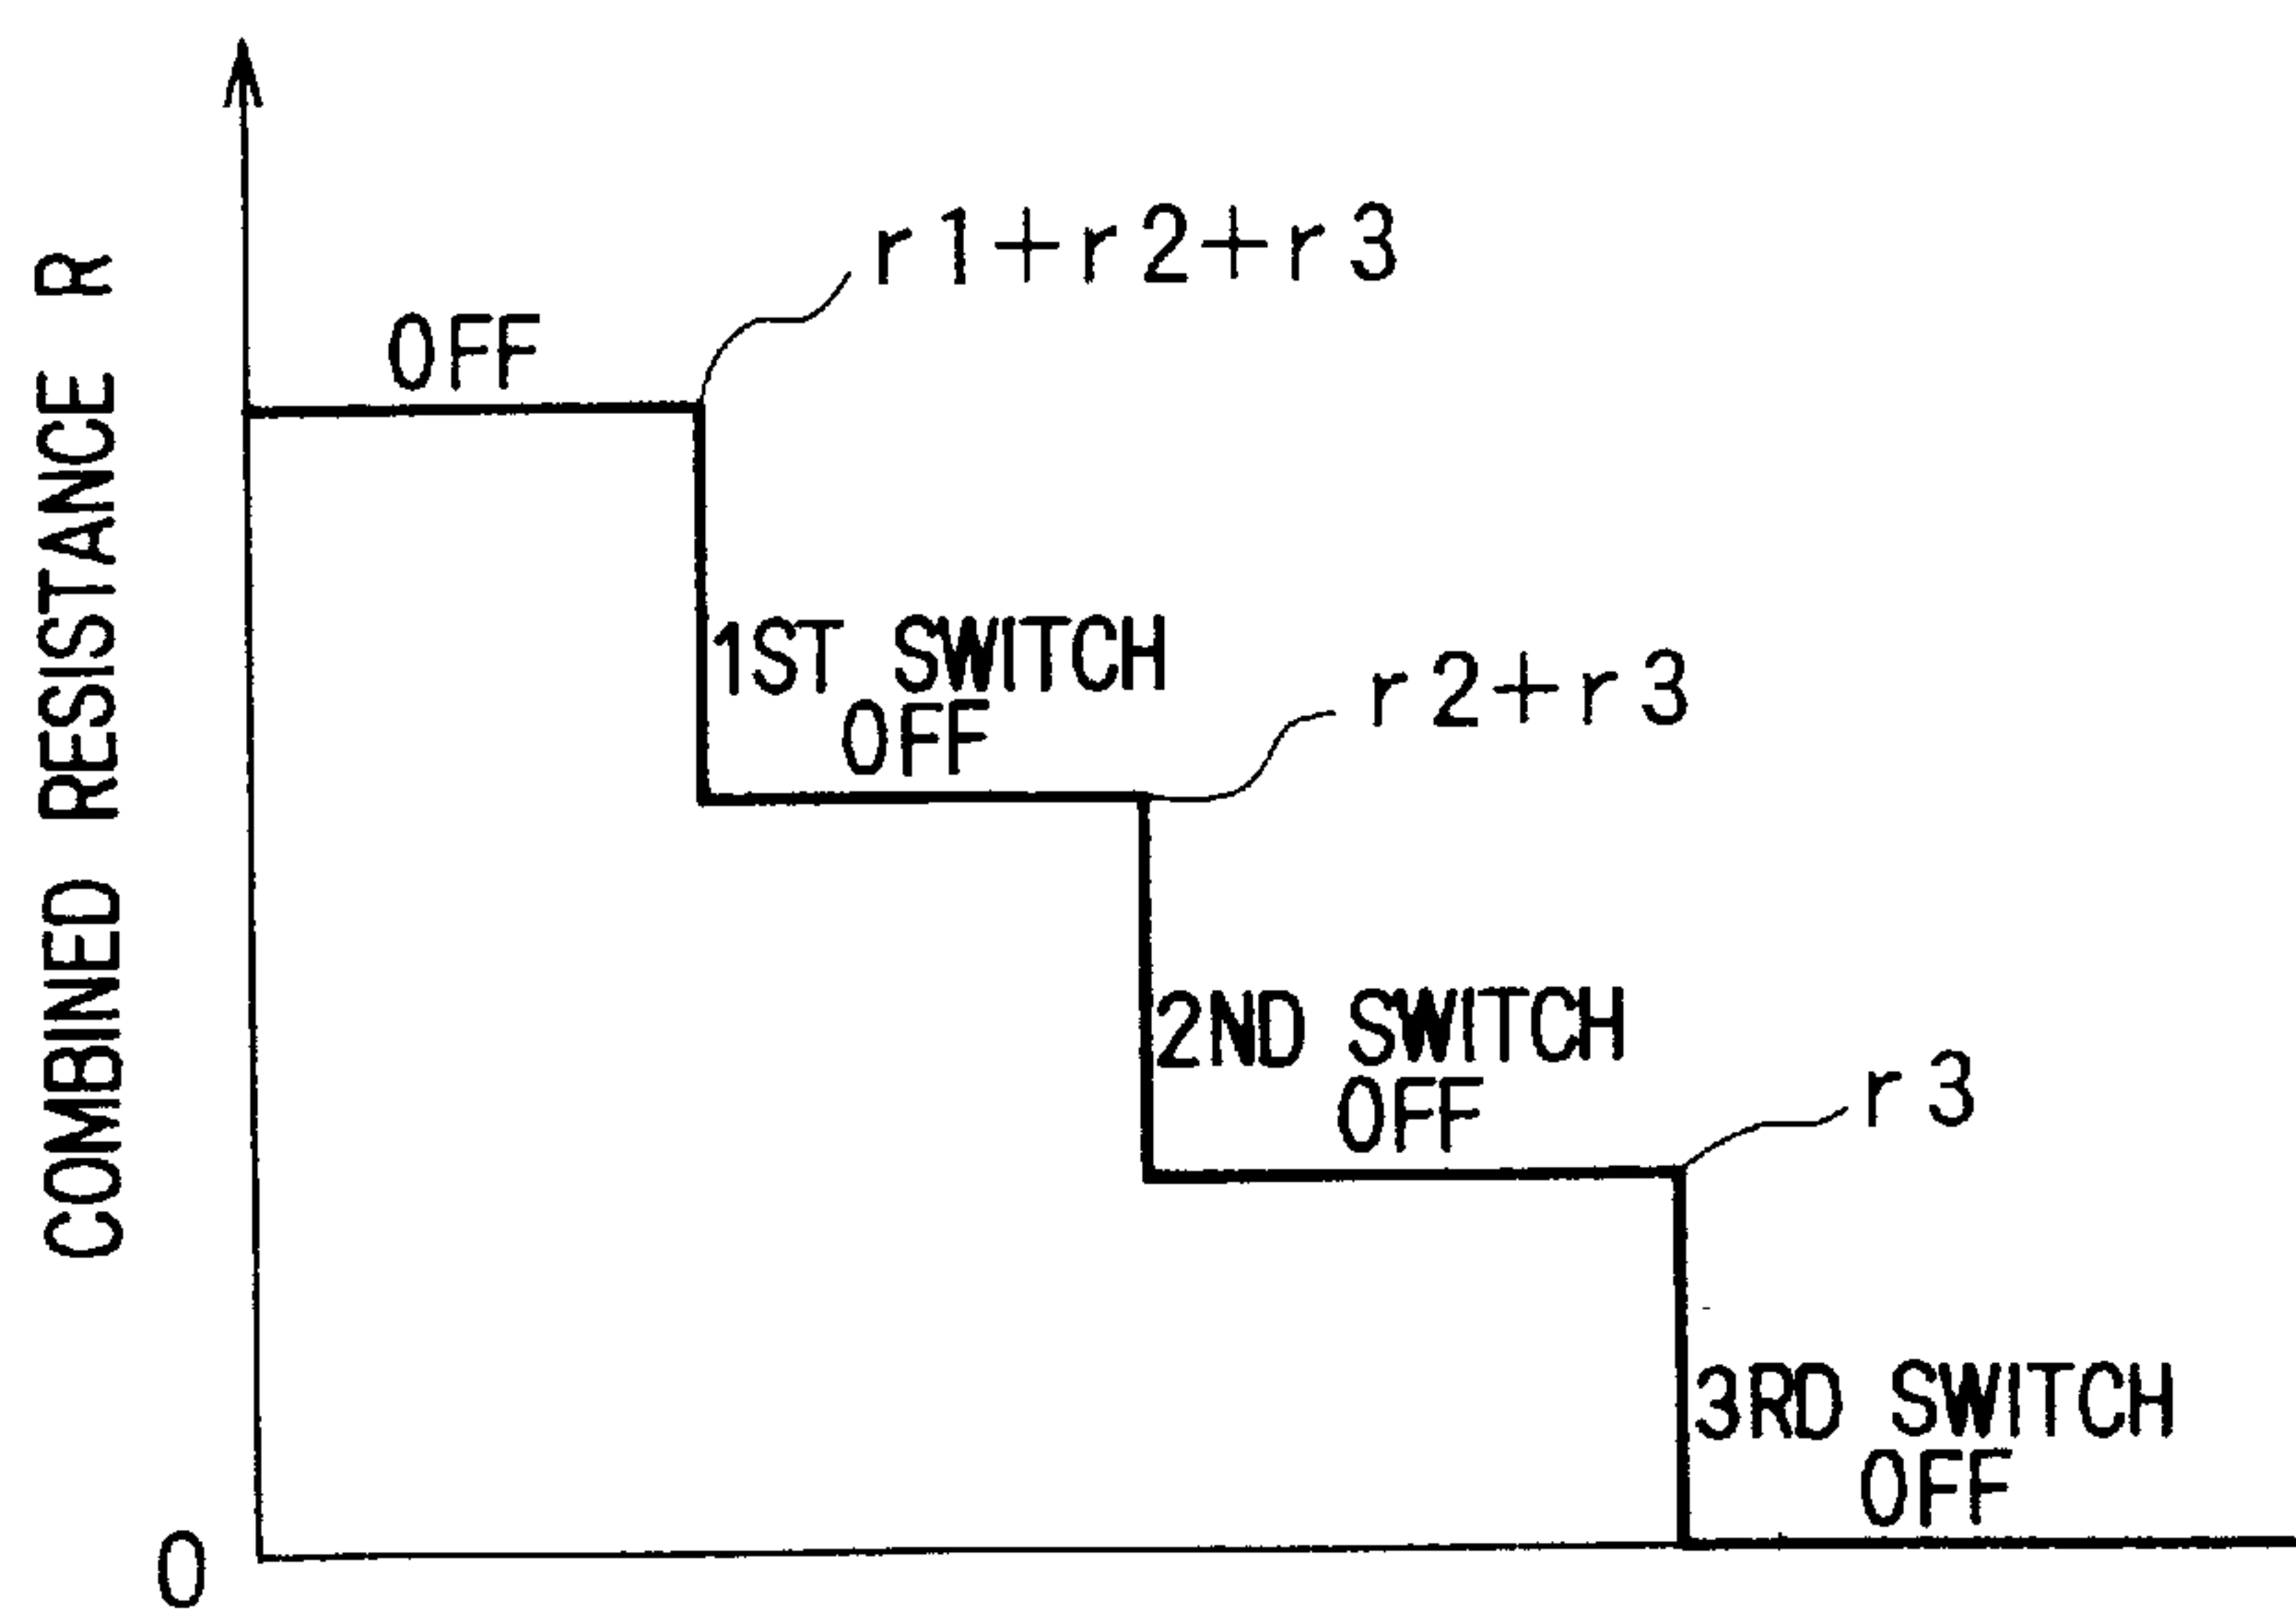 COMBINED RESISTANCE R
OFF
r1+r2+r3
1ST SWITCH
OFF
r2+r3
2ND SWITCH
OFF
r3
3RD SWITCH
OFF
0